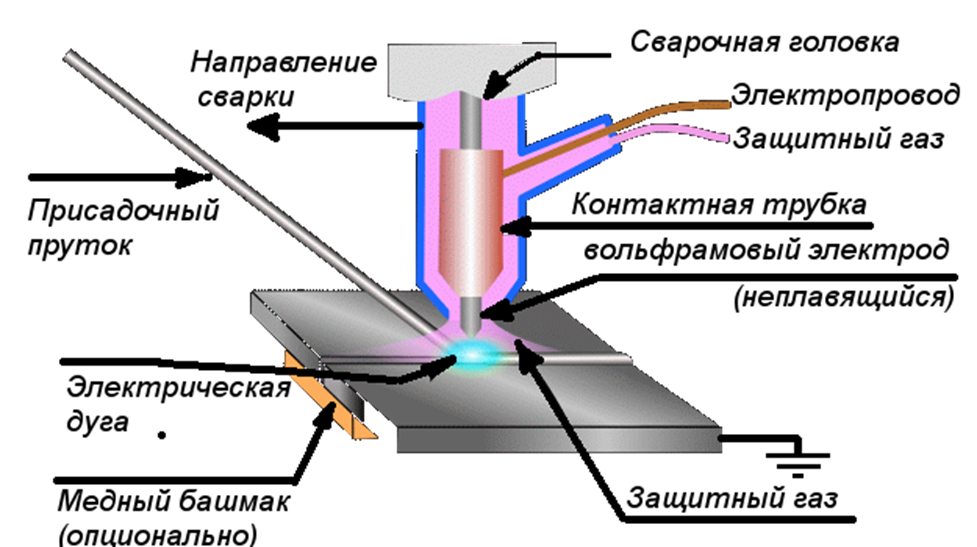 Сварочная головка
Направление
сварки
Электропровод
Защитный газ
Присадочный
пруток
Контактная трубка
вольфрамовый электрод
(неплавящийся)
Электрическая
дуга
Медный башмак
(опционально)
Защитный газ